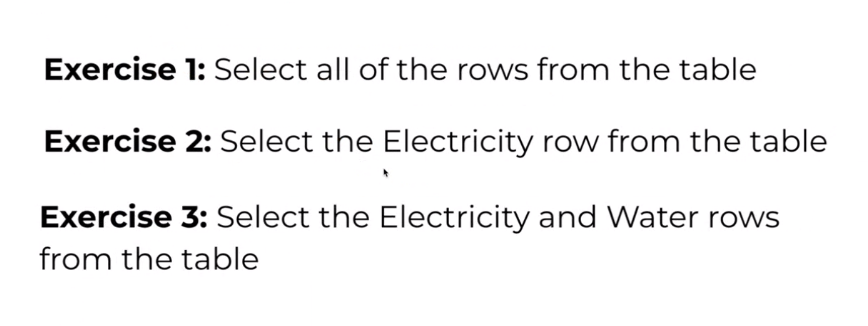 Exercise 1: Select all of the rows from the table
Exercise 2: Select the Electricity row from the table
Exercise 3: Select the Electricity and Water rows
from the table